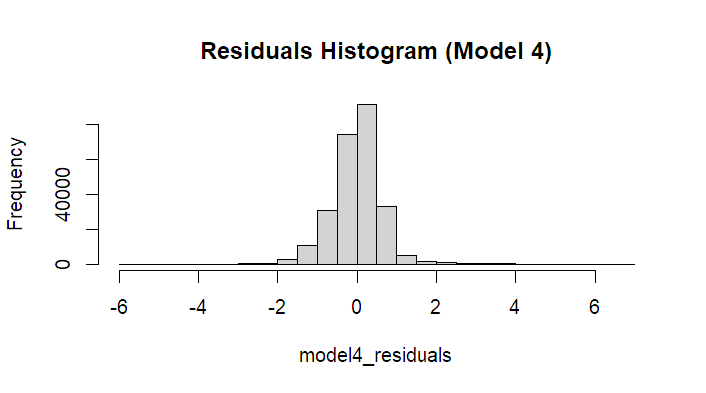 Residuals Histogram (Model 4)
Frequency
40000
0
-6 -4 -2 0 2 4 6
model4_residuals